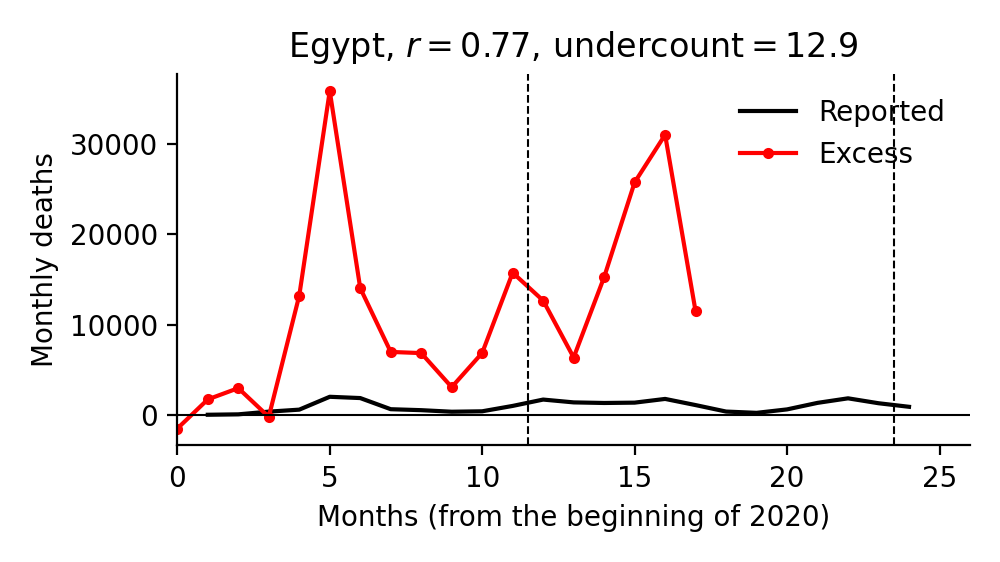 Egypt, r = 0.77, undercount = 12.9
Monthly deaths
30000
20000
10000
0
Reported
Excess
0 5 10 15 20 25
Months (from the beginning of 2020)